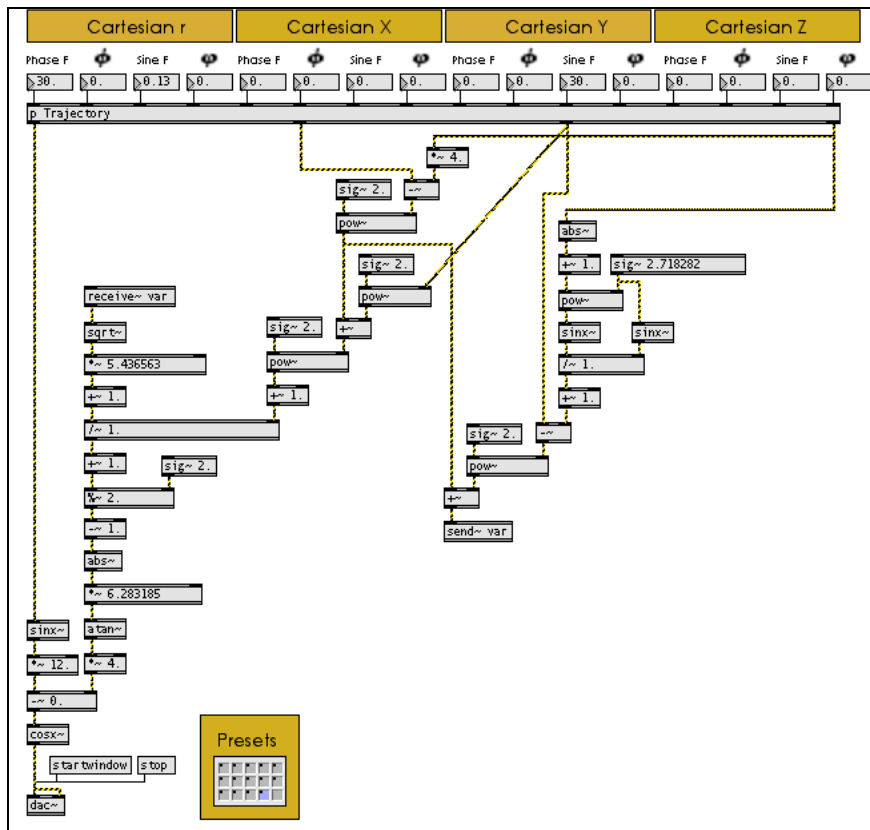 Cartesian r Cartesian X Cartesian Y Cartesian Z
Phase F ϕ Sine F φ Phase F ϕ Sine F φ Phase F ϕ Sine F φ Phase F ϕ Sine F φ
30. 0. 0.13 0. 0. 0. 0. 0. 0. 0. 30. 0. 0. 0. 0. 0.
p Trajectory
*~ 4.
sig~ 2. -~
pow~ abs~
sig~ 2. +~ 1. sig~ 2.718282
receive~ var pow~ pow~
sqrt~ sig~ 2. +~ sinx~ sinx~
*~ 5.436563 pow~ /~ 1.
+~ 1. +~ 1. +~ 1.
/~ 1. sig~ 2. -~
+~ 1. sig~ 2. pow~
%~ 2. +~
-~ 1. send~ var
abs~
*~ 6.283185
sinx~ atan~
*~ 12. *~ 4.
-~ 0.
cosx~ Presets
startwindow stop
dac~